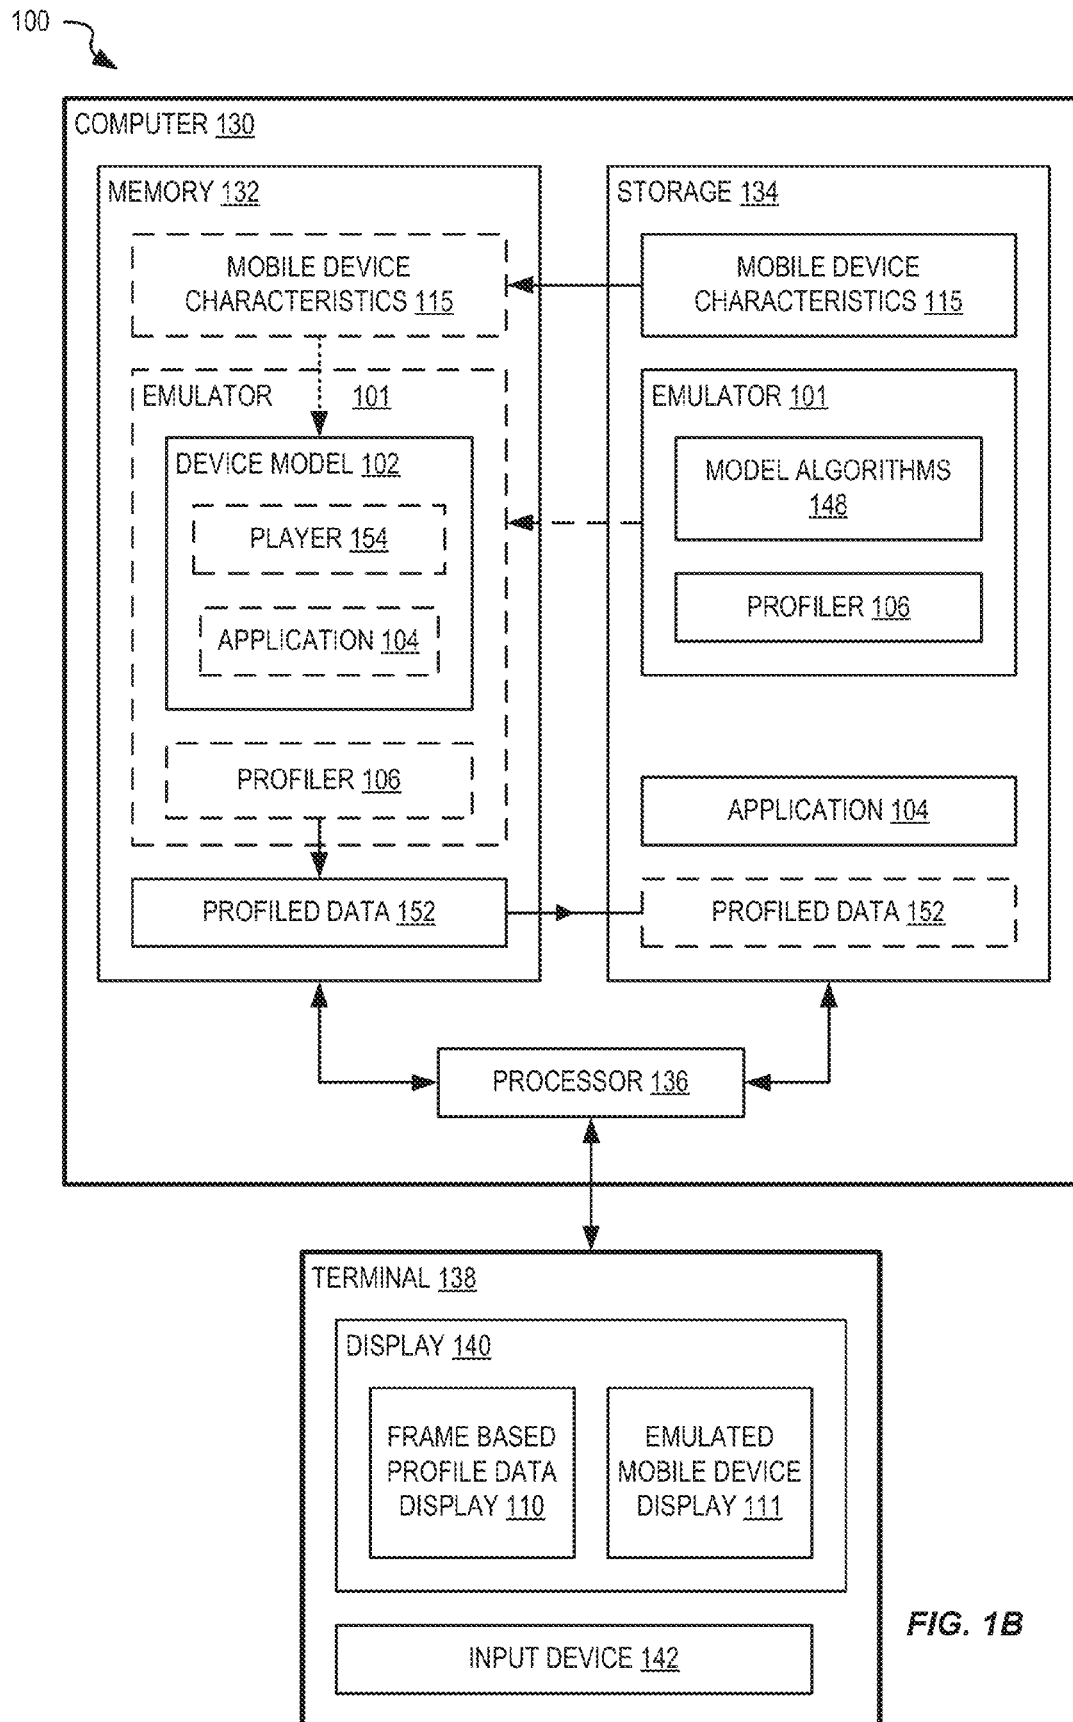 100
COMPUTER 130
MEMORY 132
MOBILE DEVICE
CHARACTERISTICS 115
EMULATOR 101
DEVICE MODEL 102
PLAYER 154
APPLICATION 104
PROFILER 106
PROFILED DATA 152
STORAGE 134
MOBILE DEVICE
CHARACTERISTICS 115
EMULATOR 101
MODEL ALGORITHMS
148
PROFILER 106
APPLICATION 104
PROFILED DATA 152
PROCESSOR 136
TERMINAL 138
DISPLAY 140
FRAME BASED
PROFILE DATA
DISPLAY 110
EMULATED
MOBILE DEVICE
DISPLAY 111
INPUT DEVICE 142
FIG. 1B